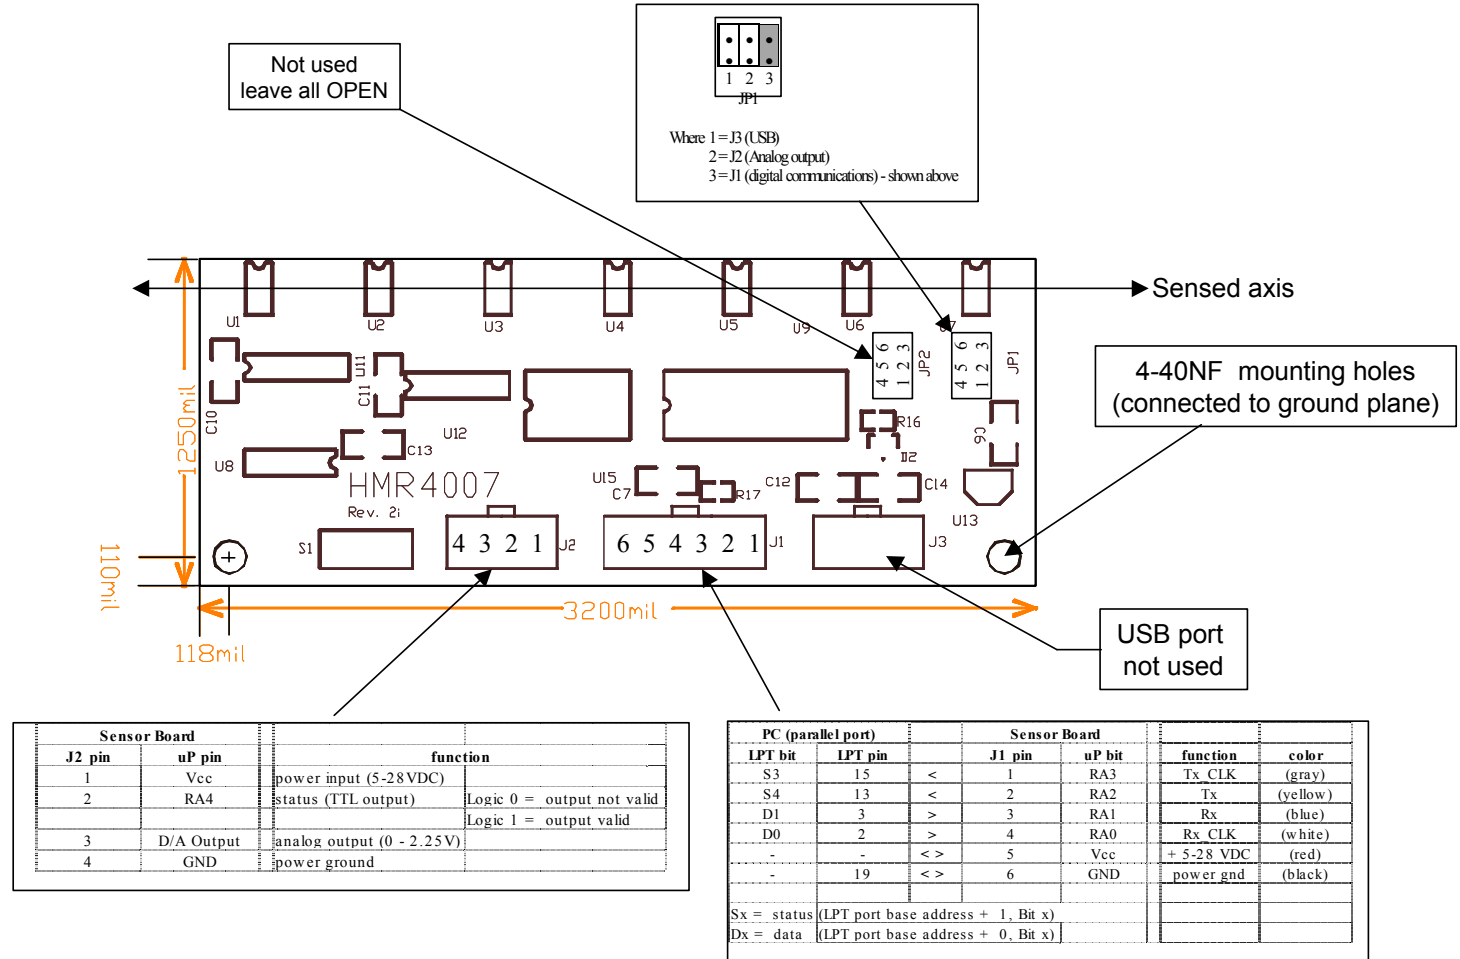 1 2 3
JP1
Where 1 = J3 (USB)
2 = J2 (Analog output)
3 = J1 (digital communications) - shown above
Not used
leave all OPEN
Sensed axis
U1 U2 U3 U4 U5 U9 U6 U7
4 5 6
1 2 3
JP2
4 5 6
1 2 3
JP1
4-40NF mounting holes
(connected to ground plane)
1250mil
C10
U11
C11
U12
C13
U8
R16
D2
C6
HMR4007
Rev. 2i
U15
C7
R17
C12
C14
U13
S1
4 3 2 1 J2
6 5 4 3 2 1 J1
J3
110mil
3200mil
118mil
USB port
not used
Sensor Board
J2 pin uP pin function
1 Vcc power input (5-28VDC)
2 RA4 status (TTL output) Logic 0 = output not valid
Logic 1 = output valid
3 D/A Output analog output (0 - 2.25V)
4 GND power ground
PC (parallel port) Sensor Board
LPT bit LPT pin J1 pin uP bit function color
S3 15 < 1 RA3 Tx_CLK (gray)
S4 13 < 2 RA2 Tx (yellow)
D1 3 > 3 RA1 Rx (blue)
D0 2 > 4 RA0 Rx_CLK (white)
- - < > 5 Vcc + 5-28 VDC (red)
- 19 < > 6 GND power gnd (black)
Sx = status (LPT port base address + 1, Bit x)
Dx = data (LPT port base address + 0, Bit x)